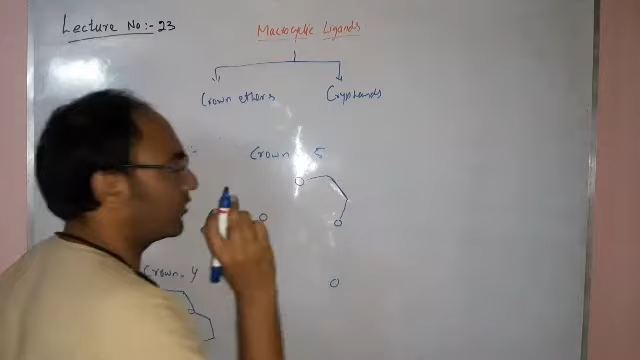 Lecture No:- 23
Macrocyclic Ligands
Crown ethers
Cryptands
:-
Crown 5
O
O
O
O
Crown-4
O